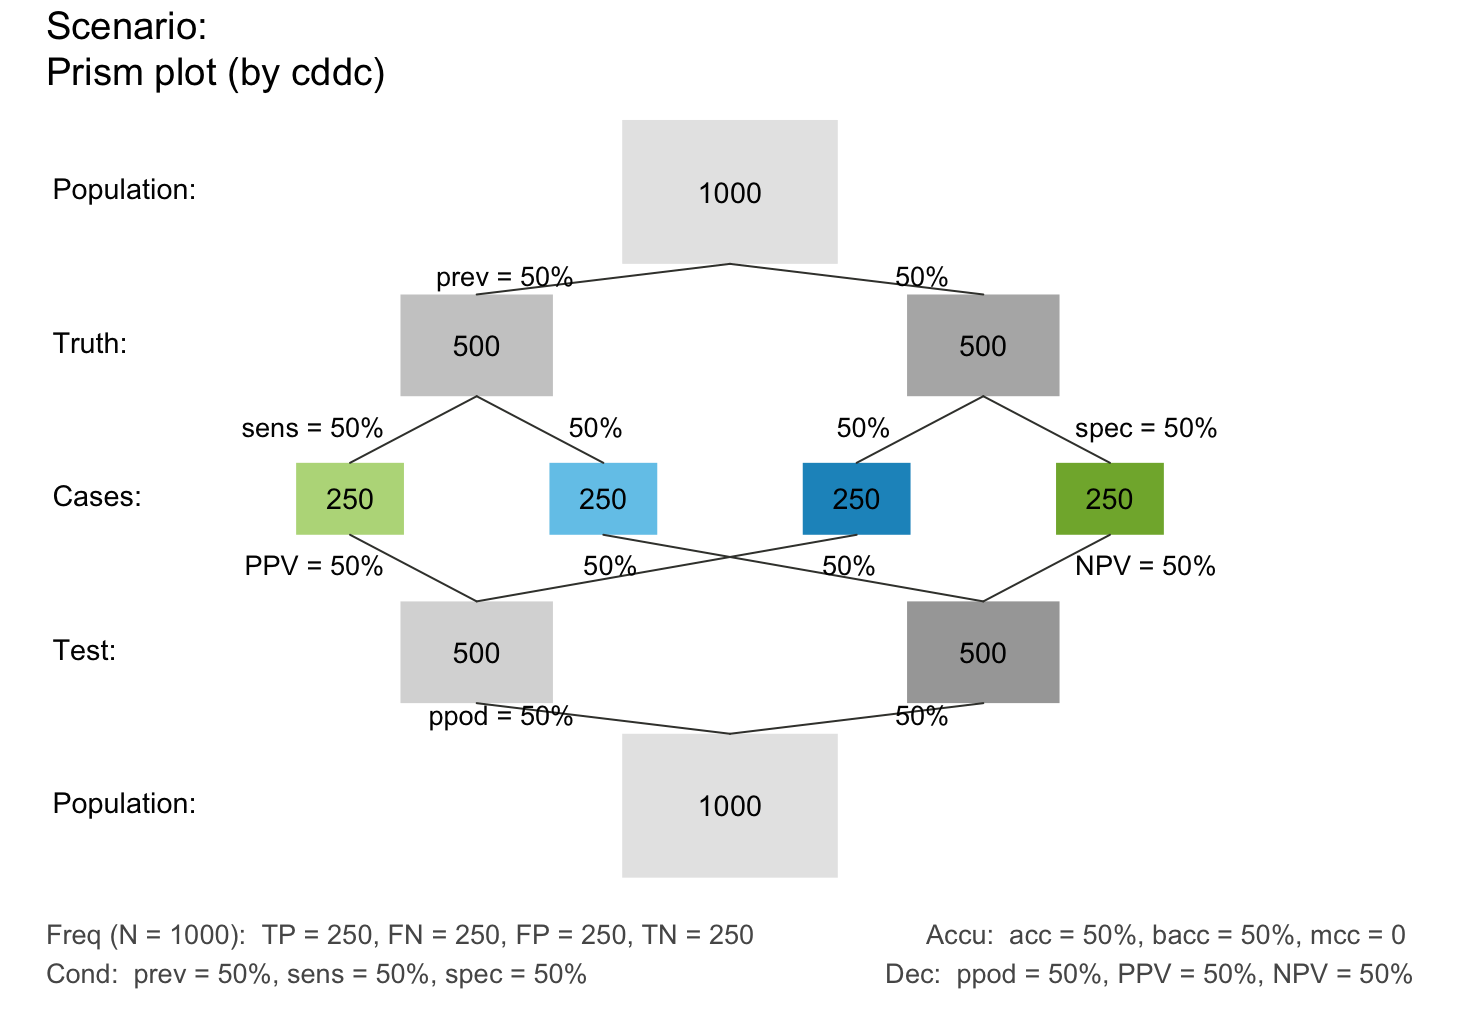 Scenario:
Prism plot (by cddc)
Population:
1000
prev = 50%
50%
Truth:
500
500
sens = 50%
50%
50%
spec = 50%
Cases:
250
250
250
250
PPV = 50%
50%
50%
NPV = 50%
Test:
500
500
ppod = 50%
50%
Population:
1000
Freq (N = 1000):  TP = 250, FN = 250, FP = 250, TN = 250
Accu:  acc = 50%, bacc = 50%, mcc = 0
Cond:  prev = 50%, sens = 50%, spec = 50%
Dec:  ppod = 50%, PPV = 50%, NPV = 50%